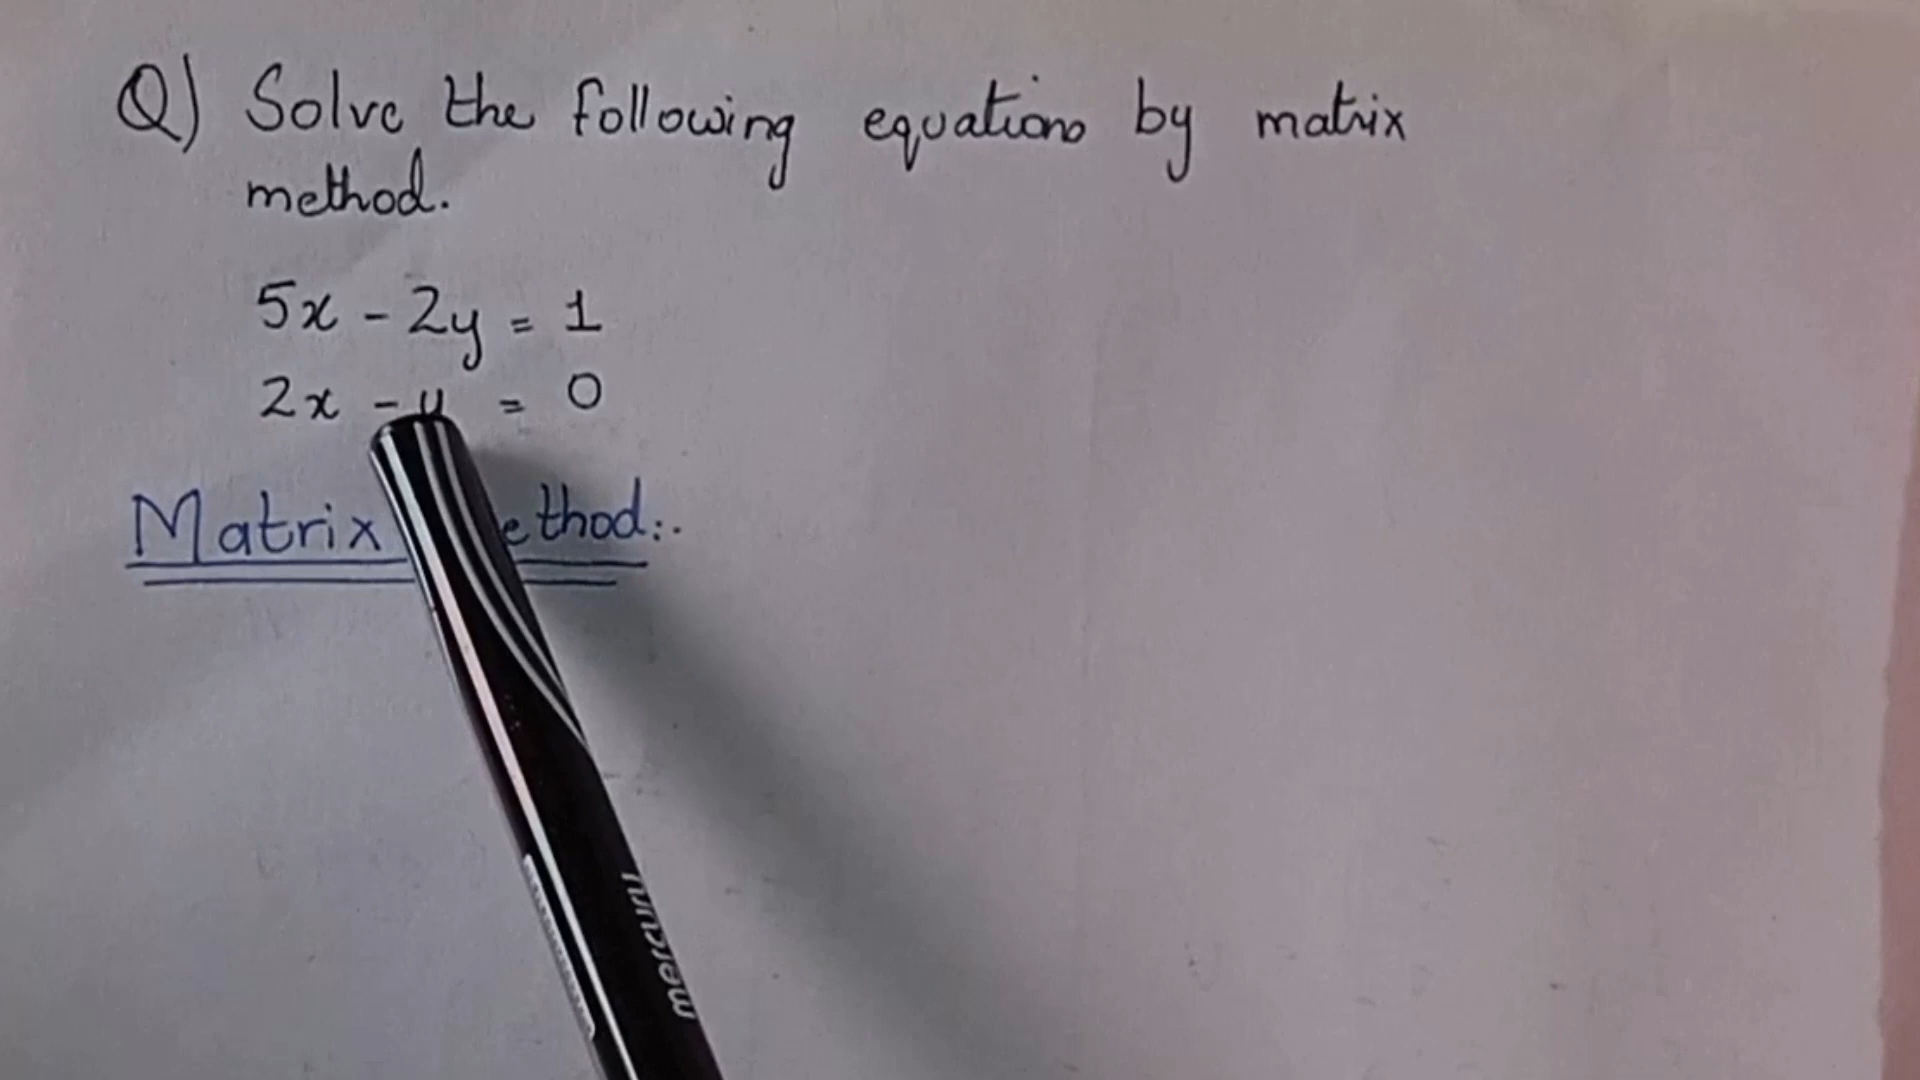 Q) Solve the following equations by matrix
method.
5x - 2y = 1
2x - y = 0
Matrix ethod:.
mercury